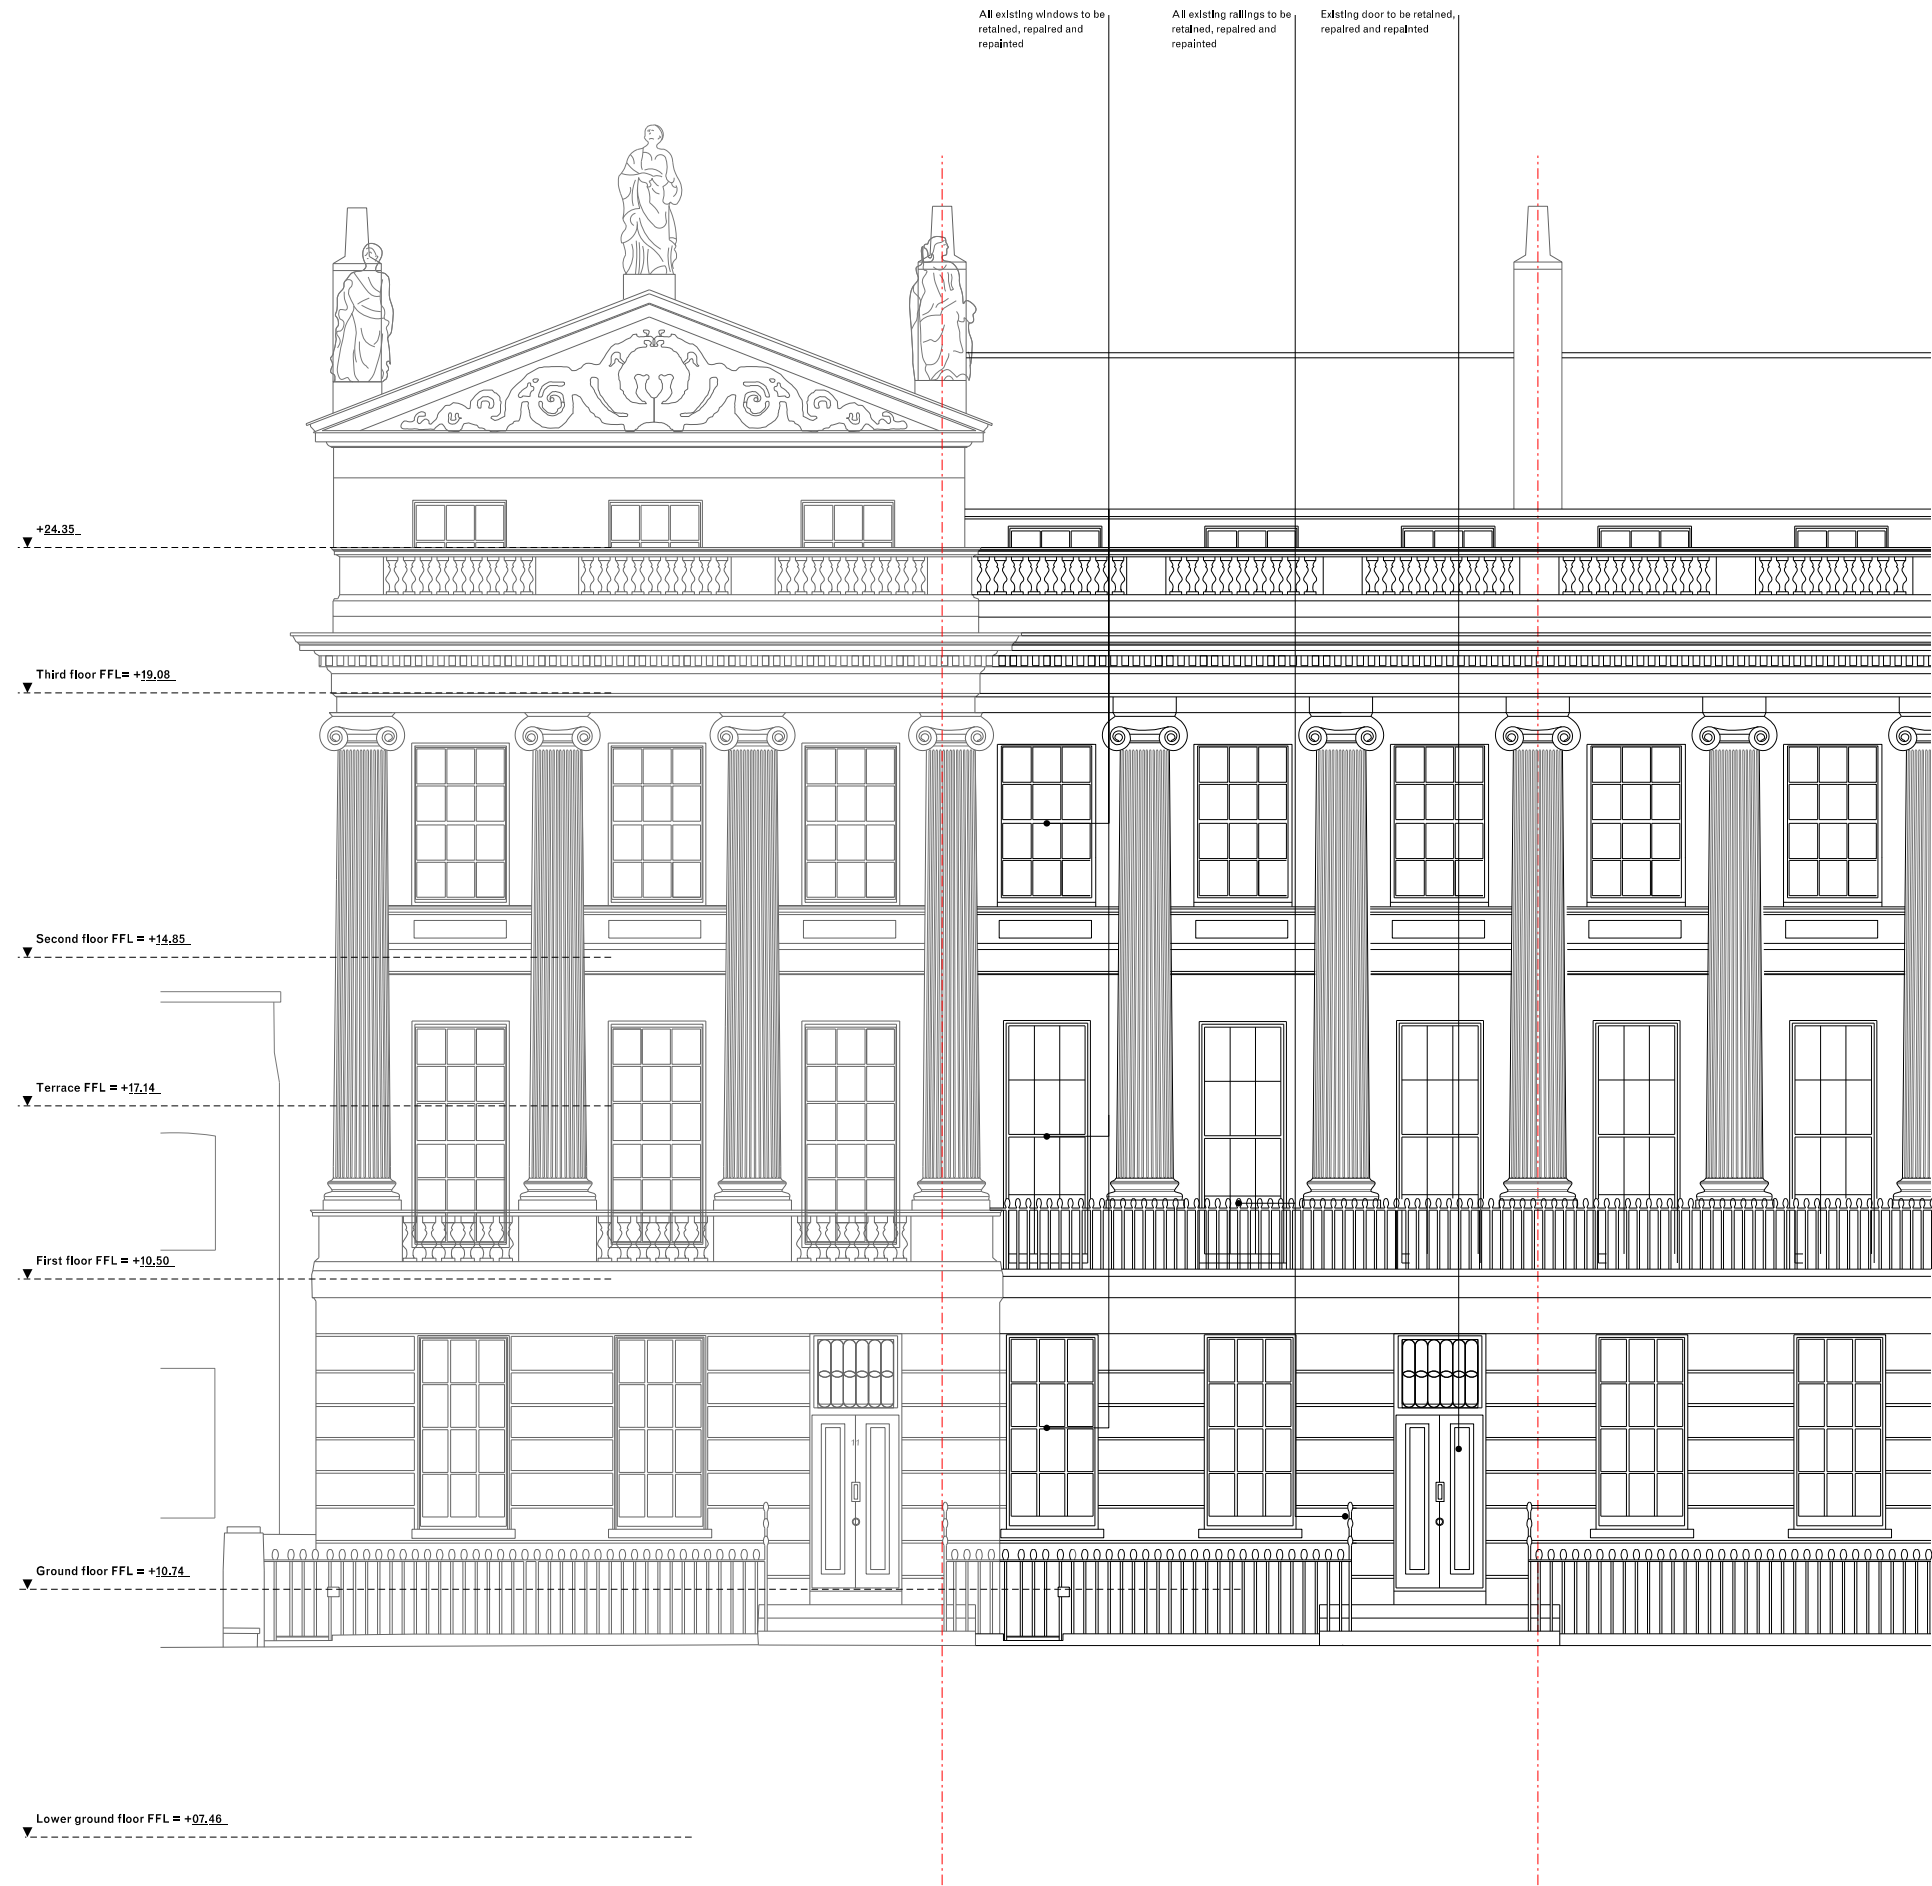 All existing windows to be
retained, repaired and
repainted
All existing railings to be
retained, repaired and
repainted
Existing door to be retained,
repaired and repainted
+24.35
Third floor FFL= +19.08
Second floor FFL = +14.85
Terrace FFL = +17.14
First floor FFL = +10.50
11
Ground floor FFL = +10.74
Lower ground floor FFL = +07.46